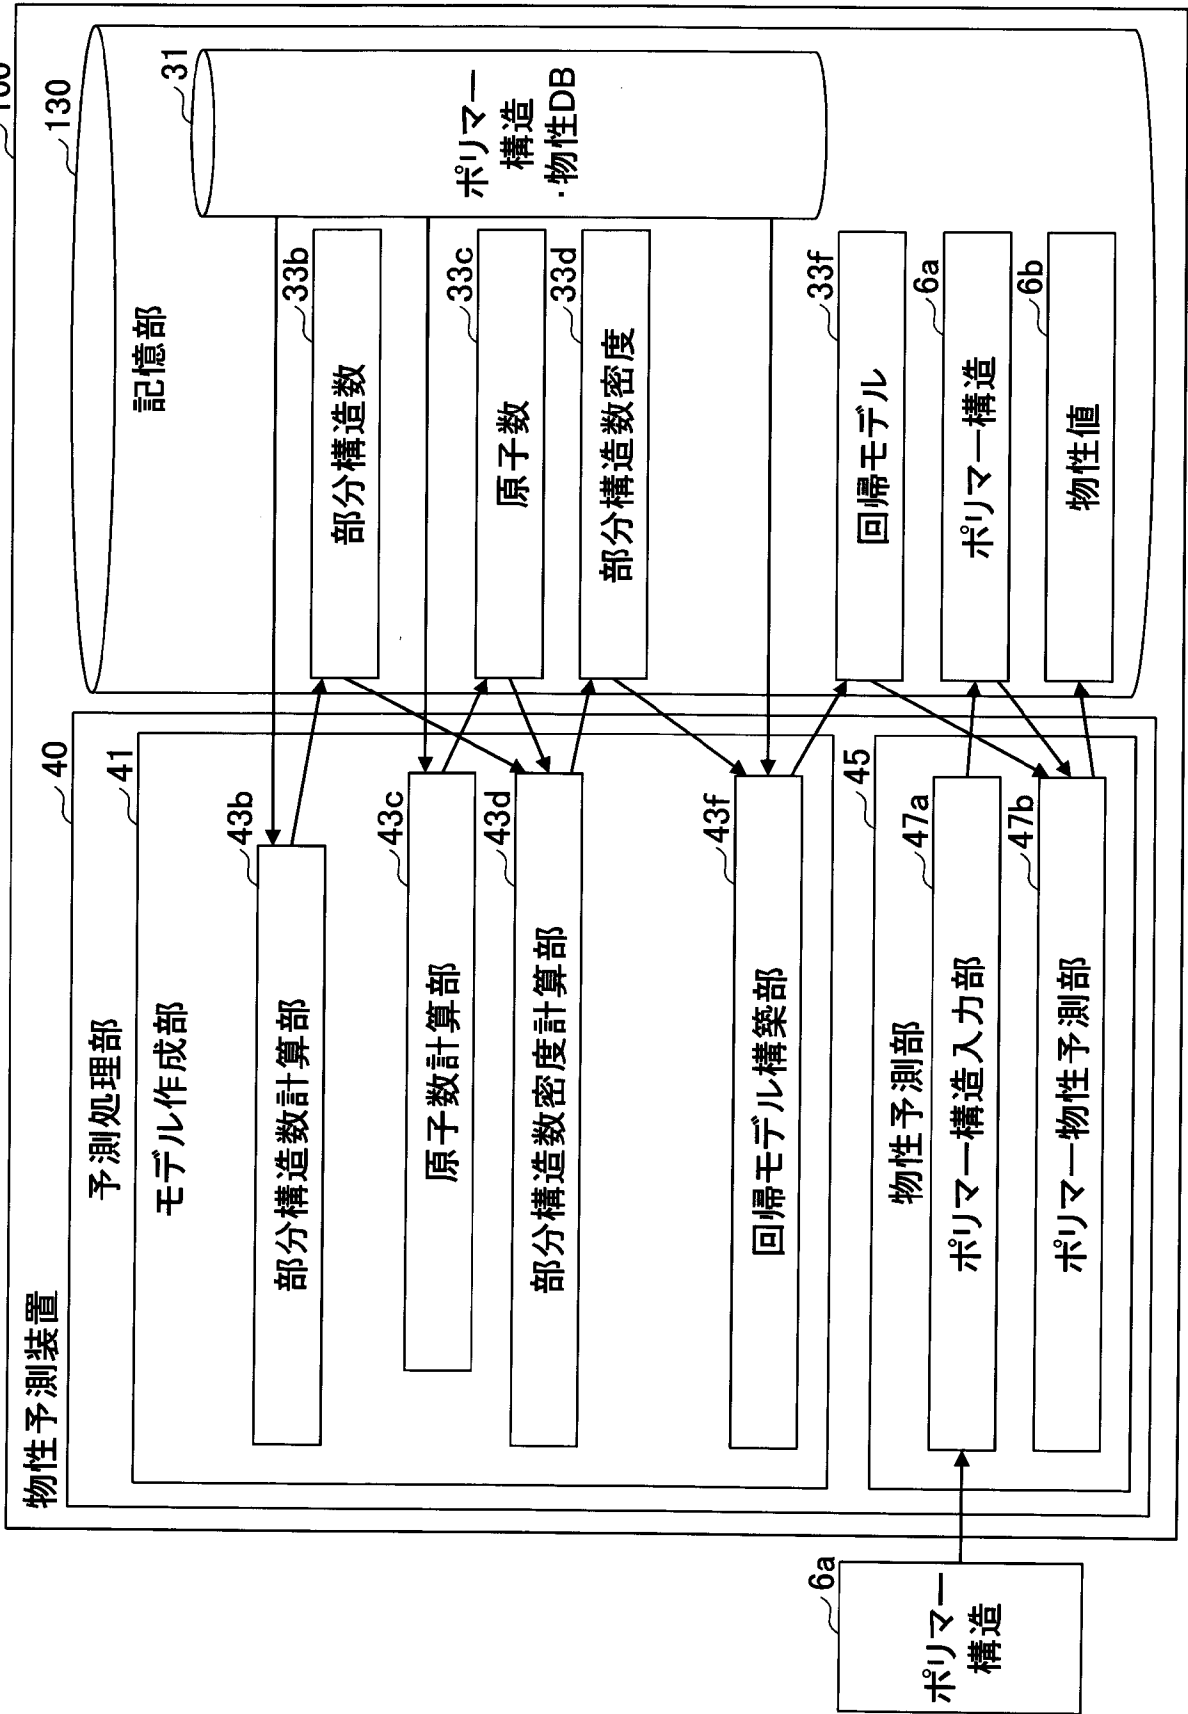 物性予測装置
予測処理部
40
モデル作成部
41
部分構造数計算部
43b
原子数計算部
43c
部分構造数密度計算部
43d
回帰モデル構築部
43f
物性予測部
45
ポリマー構造入力部
47a
ポリマー物性予測部
47b
記憶部
130
部分構造数
33b
原子数
33c
部分構造数密度
33d
回帰モデル
33f
ポリマー構造
6a
物性値
6b
ポリマー
構造
・物性DB
31
ポリマー
構造
6a